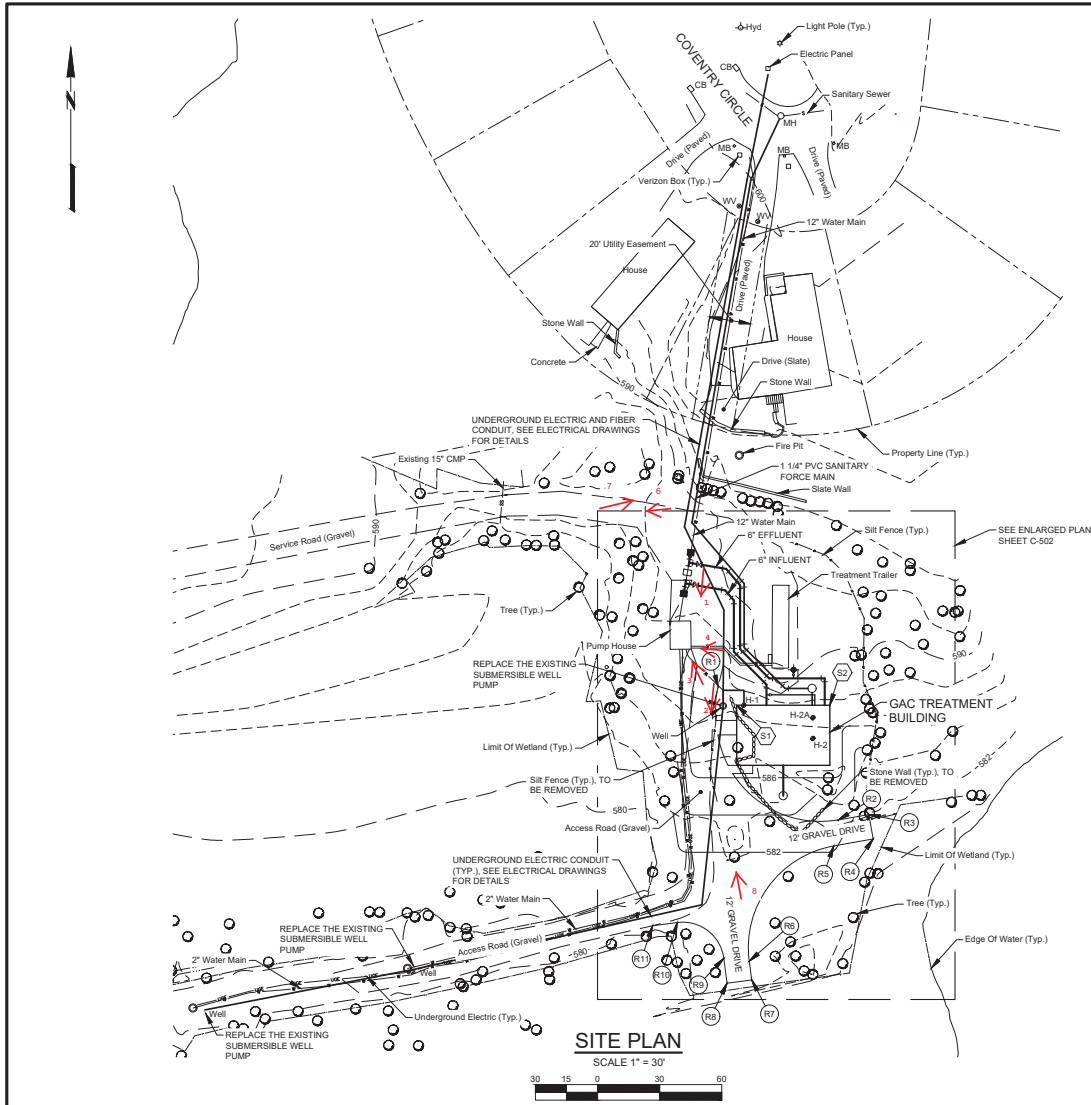 Hyd
Light Pole (Typ.)
Electric Panel
COVENTRY CIRCLE
CB
CB
Sanitary Sewer
MH
N
Drive (Paved)
MB
MB
MB
Drive (Paved)
Verizon Box (Typ.)
600
WV
WV
12" Water Main
20' Utility Easement
House
Drive (Paved)
Stone Wall
House
Concrete
Drive (Slate)
590
Stone Wall
UNDERGROUND ELECTRIC AND FIBER
CONDUIT, SEE ELECTRICAL DRAWINGS
FOR DETAILS
Fire Pit
Property Line (Typ.)
Existing 15" CMP
1 1/4" PVC SANITARY
FORCE MAIN
7
6
Slate Wall
590
12" Water Main
Silt Fence (Typ.)
SEE ENLARGED PLAN
SHEET C-502
Service Road (Gravel)
6" EFFLUENT
6" INFLUENT
Treatment Trailer
1
Tree (Typ.)
Pump House
4
590
REPLACE THE EXISTING
SUBMERSIBLE WELL
PUMP
R1
3
S2
GAC TREATMENT
BUILDING
H-1
H-2A
2
Well
S1
H-2
Limit Of Wetland (Typ.)
582
Silt Fence (Typ.), TO
BE REMOVED
586
Stone Wall (Typ.), TO
BE REMOVED
580
R2
R3
Access Road (Gravel)
12' GRAVEL DRIVE
582
Limit Of Wetland (Typ.)
R5
R4
UNDERGROUND ELECTRIC CONDUIT
(TYP.), SEE ELECTRICAL DRAWINGS
FOR DETAILS
8
2" Water Main
12' GRAVEL DRIVE
Tree (Typ.)
REPLACE THE EXISTING
SUBMERSIBLE WELL
PUMP
R6
Access Road (Gravel)
R11
Edge Of Water (Typ.)
2" Water Main
Well
580
R10
R9
R8
R7
Well
Underground Electric (Typ.)
REPLACE THE EXISTING
SUBMERSIBLE WELL
PUMP
SITE PLAN
SCALE 1" = 30'
30 15 0 30 60